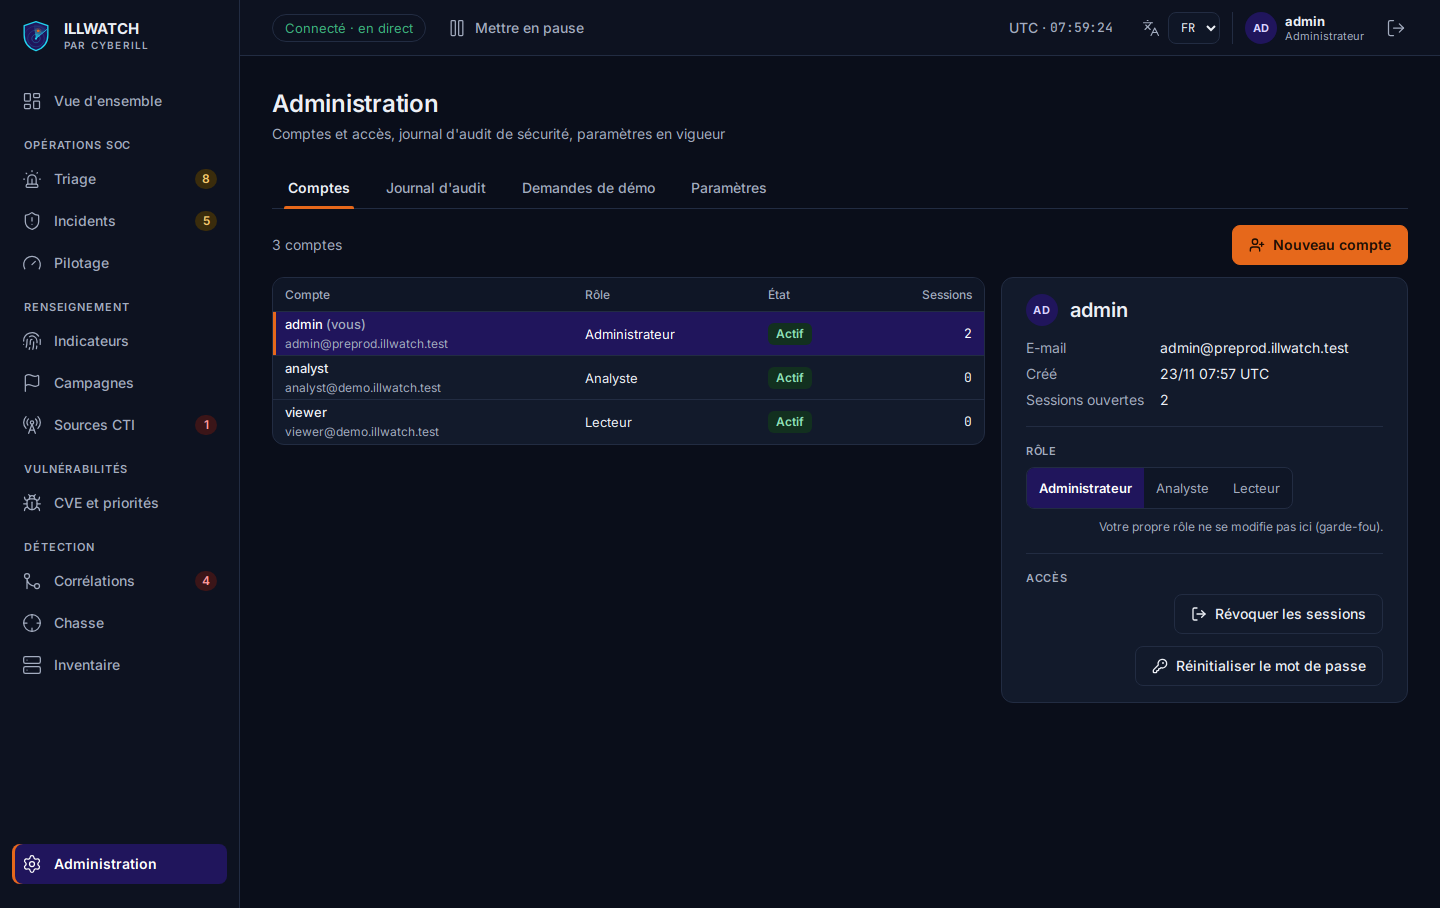 ILLWATCH
PAR CYBERILL
Vue d'ensemble
OPÉRATIONS SOC
Triage 8
Incidents 5
Pilotage
RENSEIGNEMENT
Indicateurs
Campagnes
Sources CTI 1
VULNÉRABILITÉS
CVE et priorités
DÉTECTION
Corrélations 4
Chasse
Inventaire
Administration
Connecté · en direct
Mettre en pause
UTC · 07:59:24
FR
AD
admin
Administrateur
Administration
Comptes et accès, journal d'audit de sécurité, paramètres en vigueur
Comptes Journal d'audit Demandes de démo Paramètres
3 comptes
Nouveau compte
Compte Rôle État Sessions
admin (vous)
admin@preprod.illwatch.test
Administrateur Actif 2
analyst
analyst@demo.illwatch.test
Analyste Actif 0
viewer
viewer@demo.illwatch.test
Lecteur Actif 0
AD admin
E-mail admin@preprod.illwatch.test
Créé 23/11 07:57 UTC
Sessions ouvertes 2
RÔLE
Administrateur Analyste Lecteur
Votre propre rôle ne se modifie pas ici (garde-fou).
ACCÈS
Révoquer les sessions
Réinitialiser le mot de passe